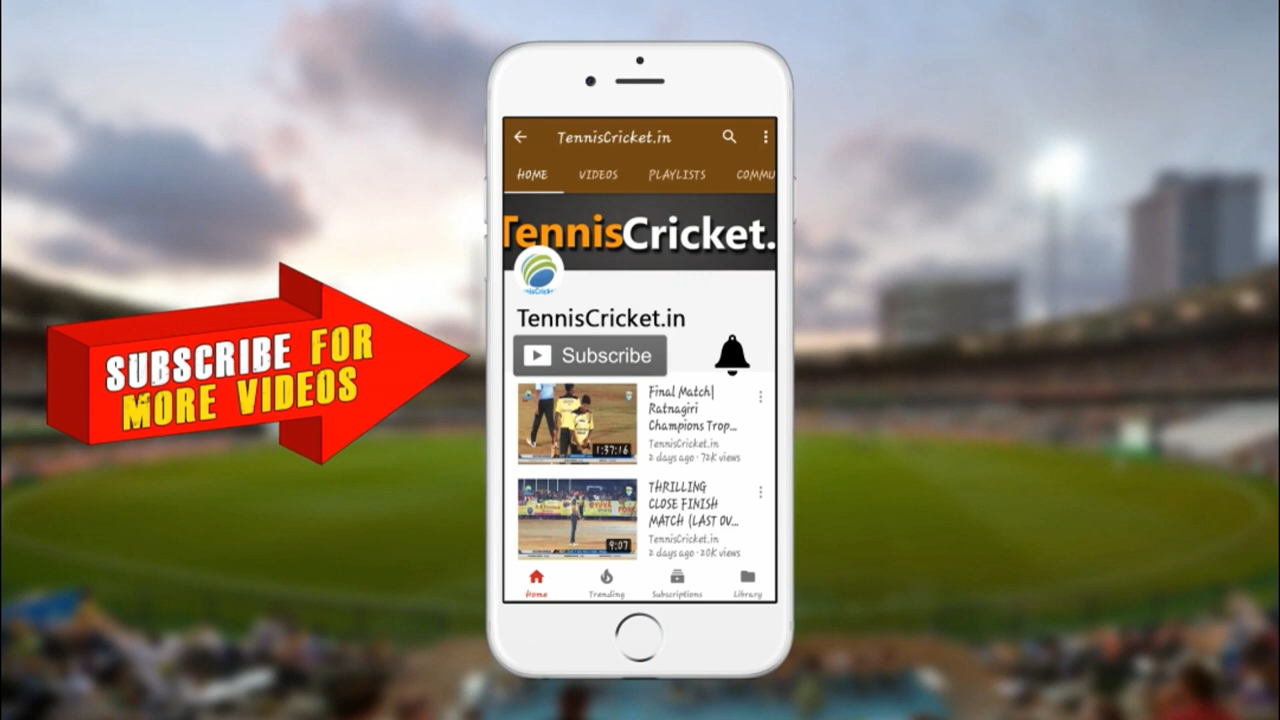 SUBSCRIBE FOR
MORE VIDEOS
TennisCricket.in
HOME VIDEOS PLAYLISTS COMMU
TennisCricket.
TennisCricket.in
Subscribe
Final Match|
Ratnagiri
Champions Trop...
TennisCricket.in
2 days ago · 72K views
1:37:16
THRILLING
CLOSE FINISH
MATCH (LAST OV...
TennisCricket.in
2 days ago · 20K views
9:07
Home Trending Subscriptions Library